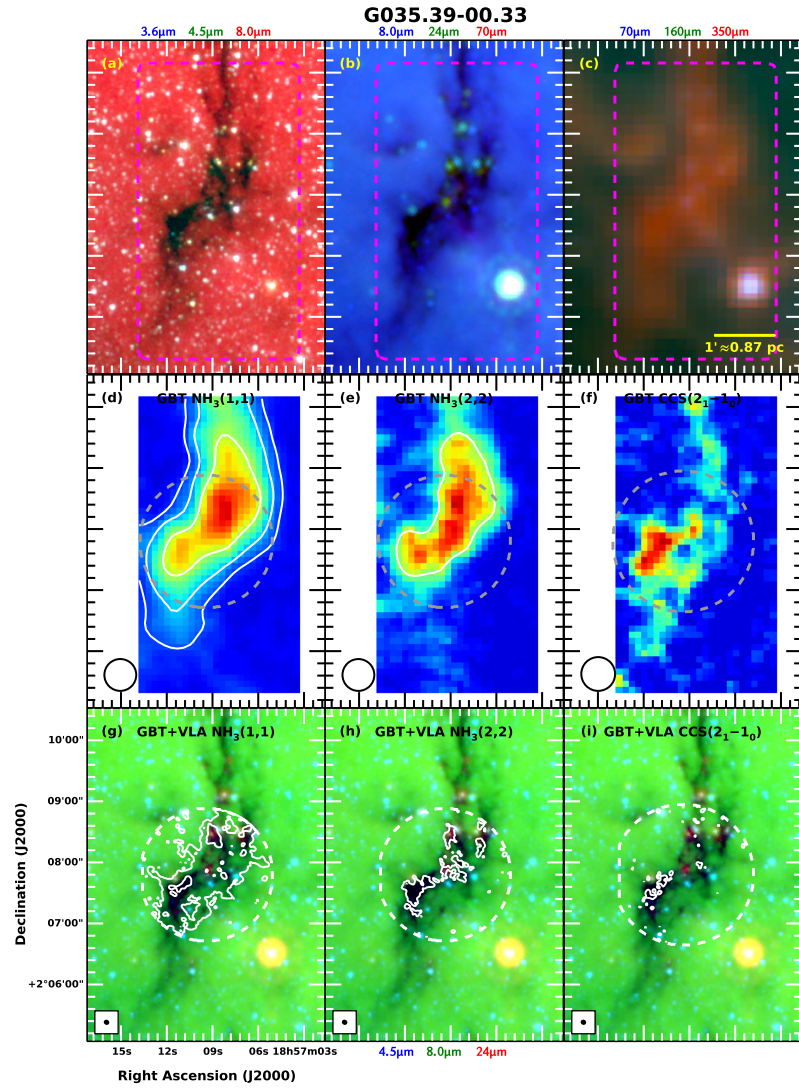 G035.39-00.33
3.6μm 4.5μm 8.0μm 8.0μm 24μm 70μm 70μm 160μm 350μm
(a) (b) (c)
1'≈0.87 pc
(d) GBT NH₃(1,1) (e) GBT NH₃(2,2) (f) GBT CCS(2₁−1₀)
(g) GBT+VLA NH₃(1,1) (h) GBT+VLA NH₃(2,2) (i) GBT+VLA CCS(2₁−1₀)
10'00"
09'00"
08'00"
07'00"
+2°06'00"
Declination (J2000)
15s 12s 09s 06s 18h57m03s
4.5μm 8.0μm 24μm
Right Ascension (J2000)